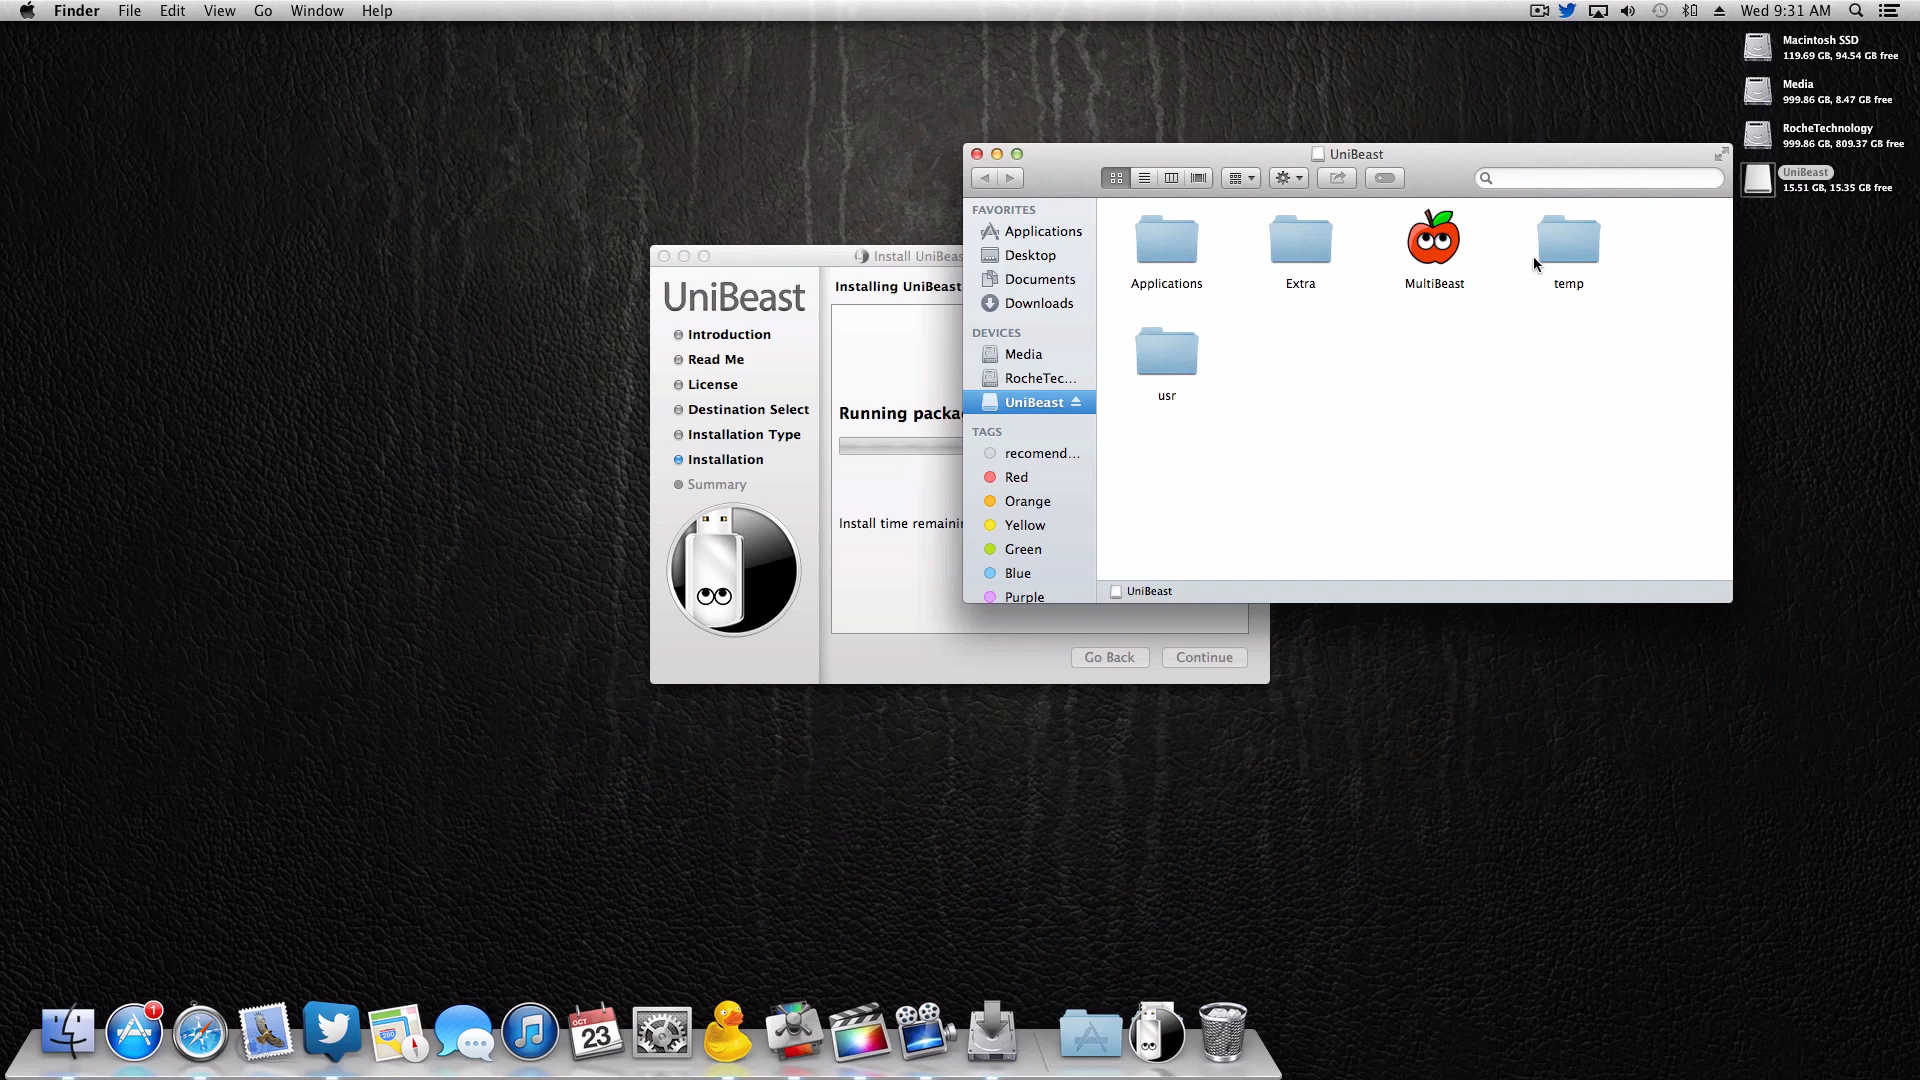 Finder File Edit View Go Window Help
Wed 9:31 AM
Macintosh SSD
119.69 GB, 94.54 GB free
Media
999.86 GB, 8.47 GB free
RocheTechnology
999.86 GB, 809.37 GB free
UniBeast
15.51 GB, 15.35 GB free
UniBeast
FAVORITES
Applications
Desktop
Documents
Downloads
DEVICES
Media
RocheTec...
UniBeast
TAGS
recomend...
Red
Orange
Yellow
Green
Blue
Purple
Applications
Extra
MultiBeast
temp
usr
UniBeast
Install UniBeas
UniBeast
Introduction
Read Me
License
Destination Select
Installation Type
Installation
Summary
Installing UniBeast
Running packa
Install time remainin
Go Back
Continue
1
280
OCT
23